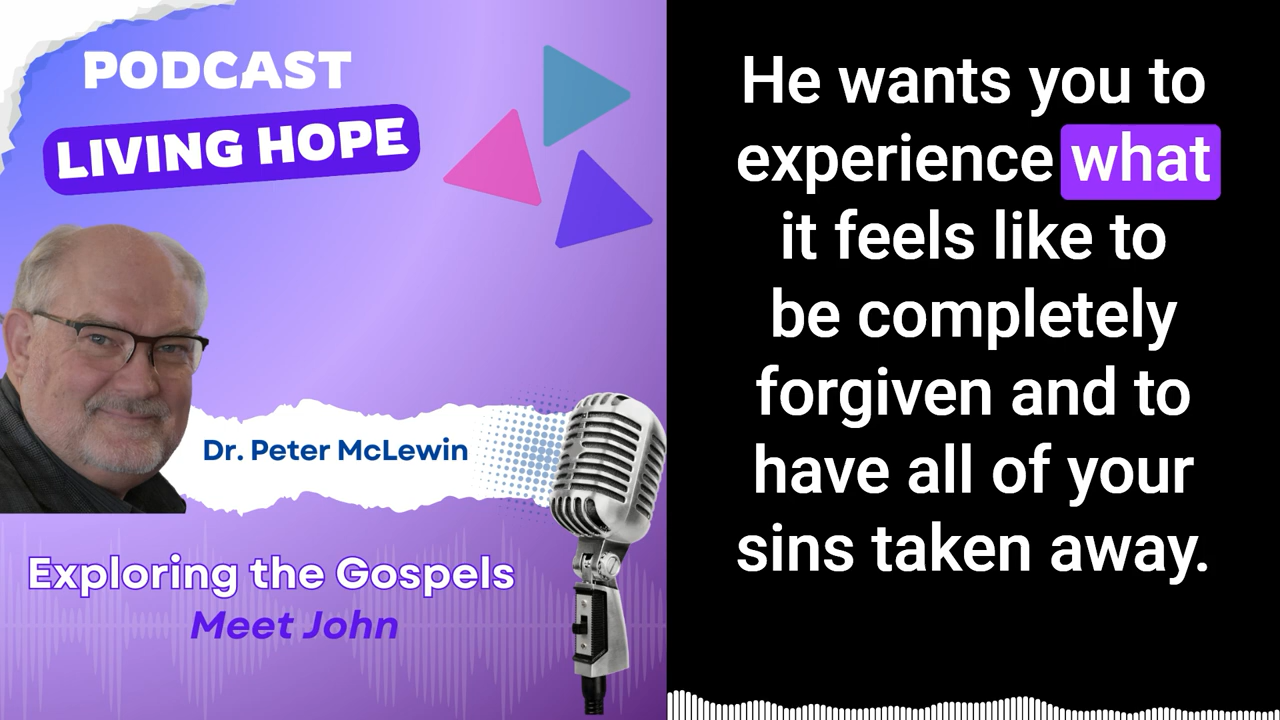 PODCAST
LIVING HOPE
Dr. Peter McLewin
Exploring the Gospels
Meet John
He wants you to
experience what
it feels like to
be completely
forgiven and to
have all of your
sins taken away.